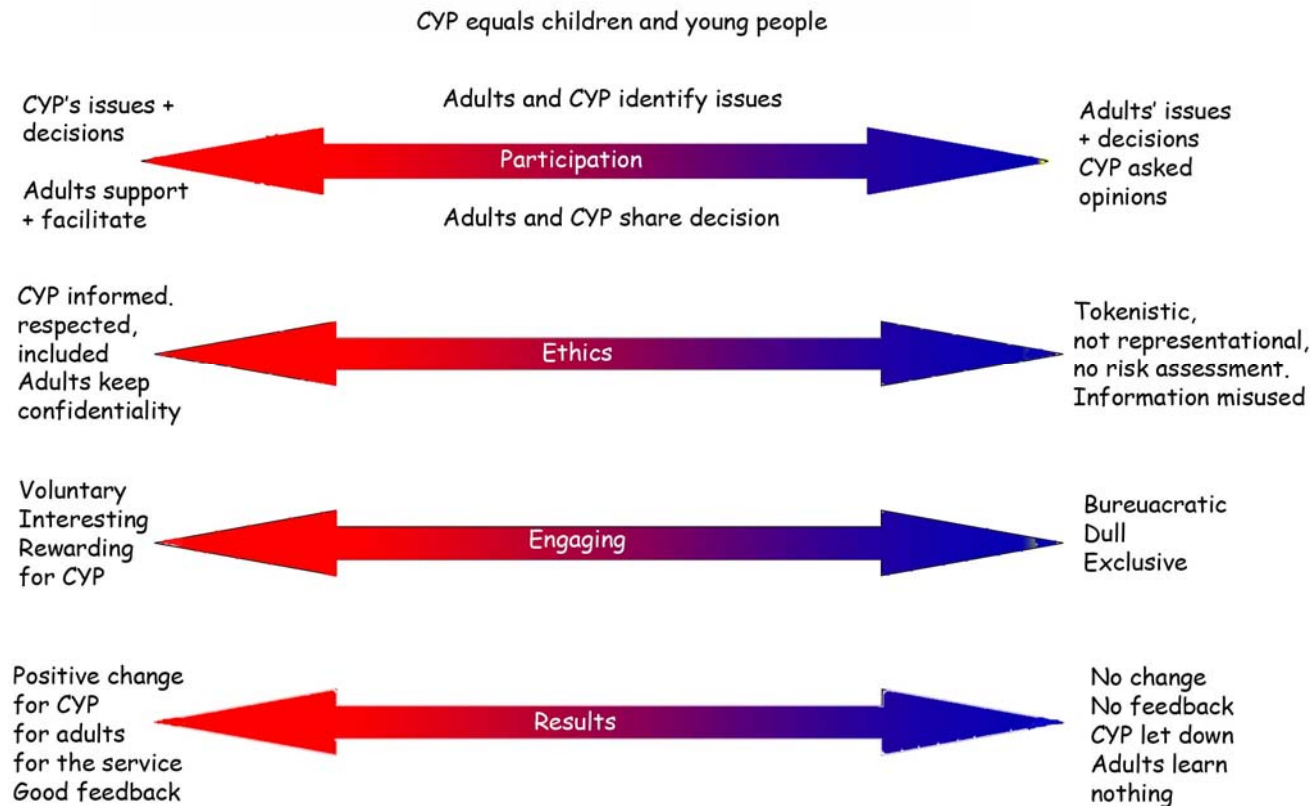 CYP equals children and young people
CYP's issues +
decisions
Adults support
+ facilitate
Adults and CYP identify issues
Participation
Adults and CYP share decision
Adults' issues
+ decisions
CYP asked
opinions
CYP informed.
respected,
included
Adults keep
confidentiality
Ethics
Tokenistic,
not representational,
no risk assessment.
Information misused
Voluntary
Interesting
Rewarding
for CYP
Engaging
Bureuacratic
Dull
Exclusive
Positive change
for CYP
for adults
for the service
Good feedback
Results
No change
No feedback
CYP let down
Adults learn
nothing